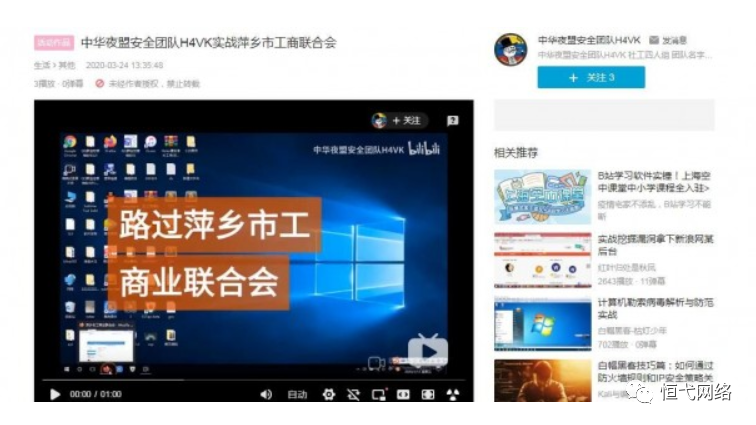 活动作品 中华夜盟安全团队H4VK实战萍乡市工商联合会
生活 > 其他 2020-03-24 13:35:48
3播放 · 0弹幕 未经作者授权，禁止转载
关注
中华夜盟安全团队H4VK bilibili
路过萍乡市工
商业联合会
00:00 / 01:00 自动
中华夜盟安全团队H4VK 发消息
中华夜盟安全团队H4VK 社工四人组 团队名字...
+ 关注 3
相关推荐
B站学习软件实锤！上海空
中课堂中小学课程全入驻>
疫情宅家不添乱，B站学习不能
断
实战挖掘漏洞拿下新浪网某
后台
红叶归处是秋风
2643播放 · 11弹幕
计算机勒索病毒解析与防范
实战
白帽黑客-枯灯少年
702播放 · 0弹幕
白帽黑客技巧篇：如何通过
防火墙规则和IP安全策略关
恒弋网络